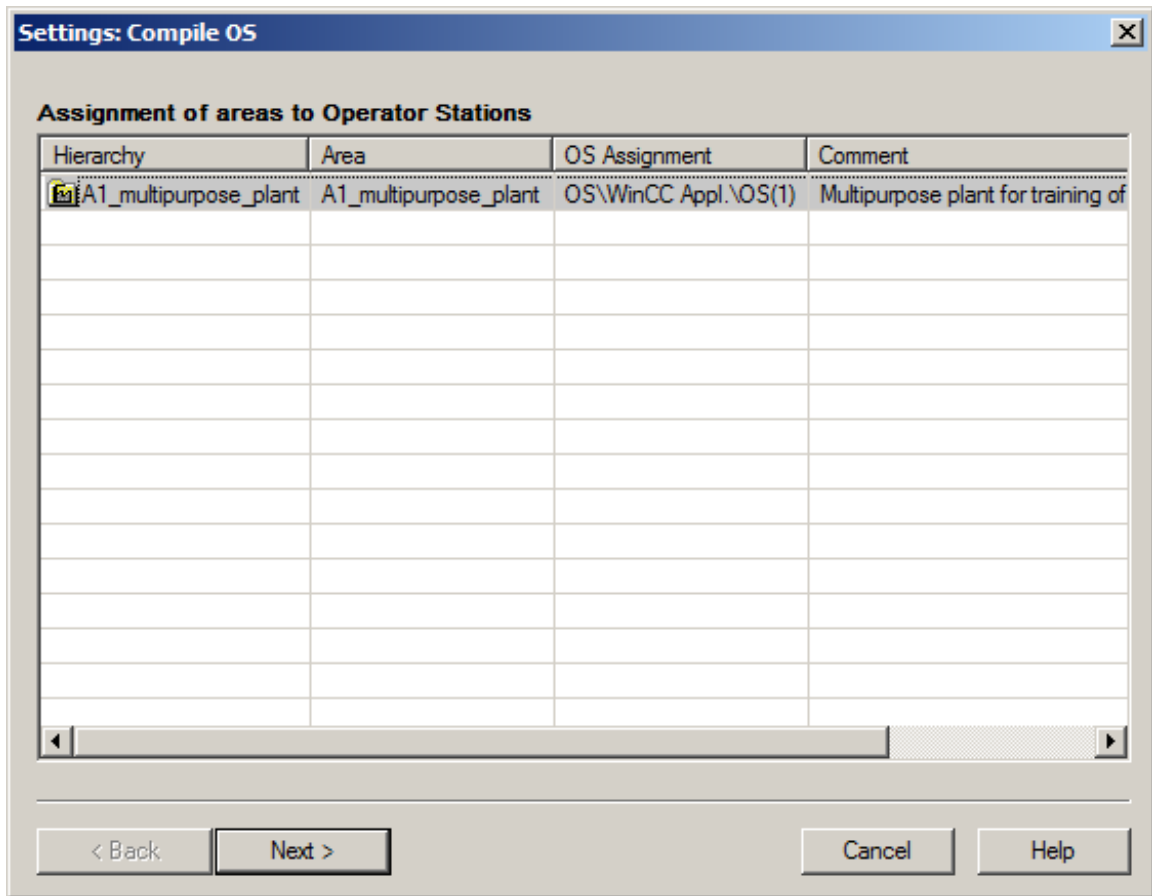 Settings: Compile OS
Assignment of areas to Operator Stations
Hierarchy Area OS Assignment Comment
A1_multipurpose_plant A1_multipurpose_plant OS\WinCC Appl.\OS(1) Multipurpose plant for training of
< Back Next > Cancel Help